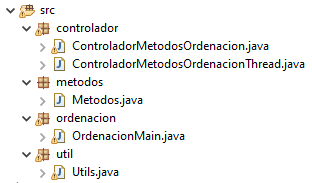 src
controlador
ControladorMetodosOrdenacion.java
ControladorMetodosOrdenacionThread.java
metodos
Metodos.java
ordenacion
OrdenacionMain.java
util
Utils.java